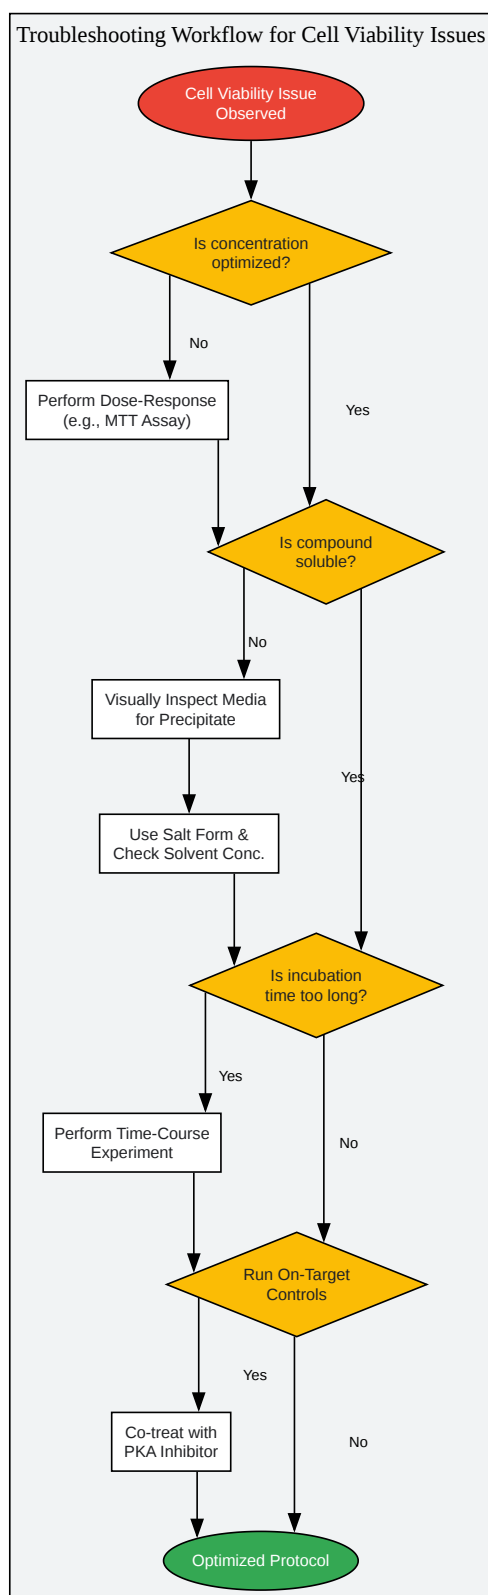 Troubleshooting Workflow for Cell Viability Issues
Cell Viability Issue
Observed
Is concentration
optimized?
No
Perform Dose-Response
(e.g., MTT Assay)
Yes
Is compound
soluble?
No
Visually Inspect Media
for Precipitate
Yes
Use Salt Form &
Check Solvent Conc.
Is incubation
time too long?
Yes
Perform Time-Course
Experiment
No
Run On-Target
Controls
Yes
Co-treat with
PKA Inhibitor
No
Optimized Protocol